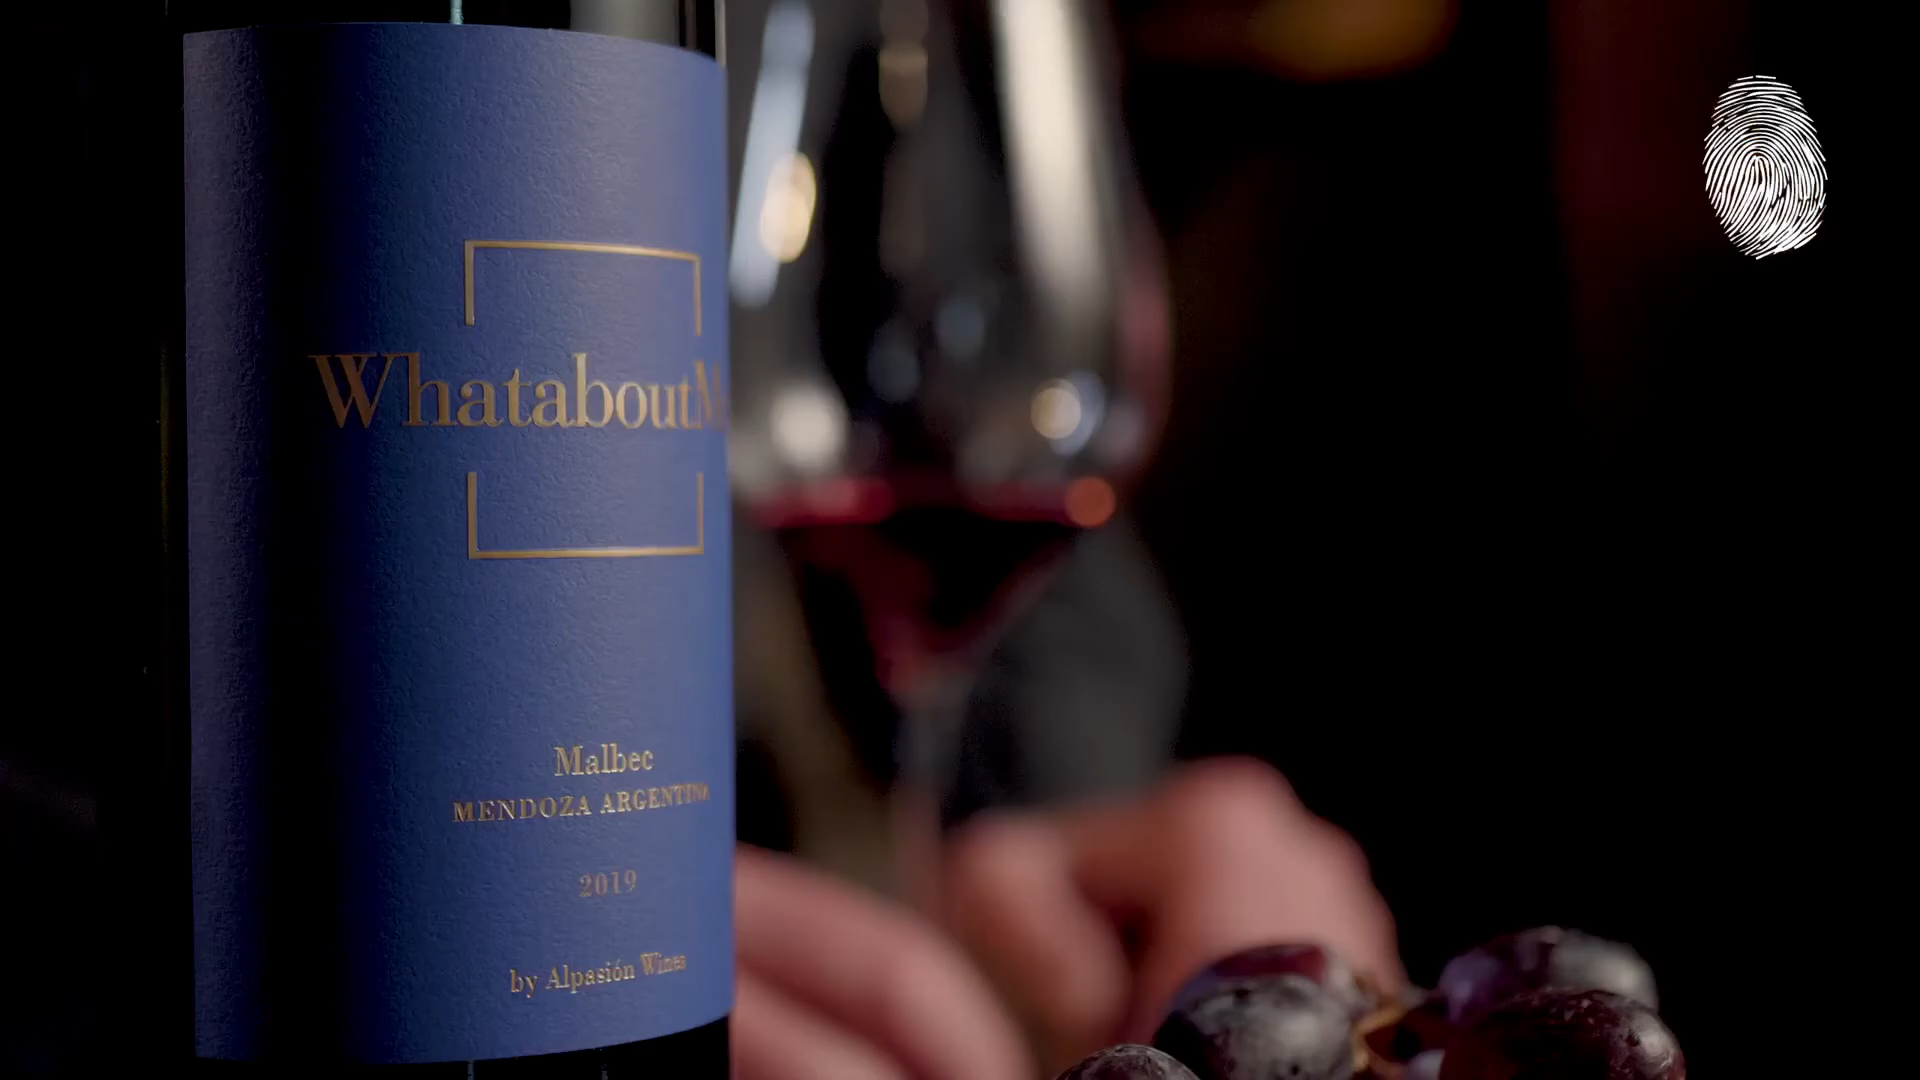 WhataboutM
Malbec
MENDOZA ARGENTINA
2019
by Alpasión Wines